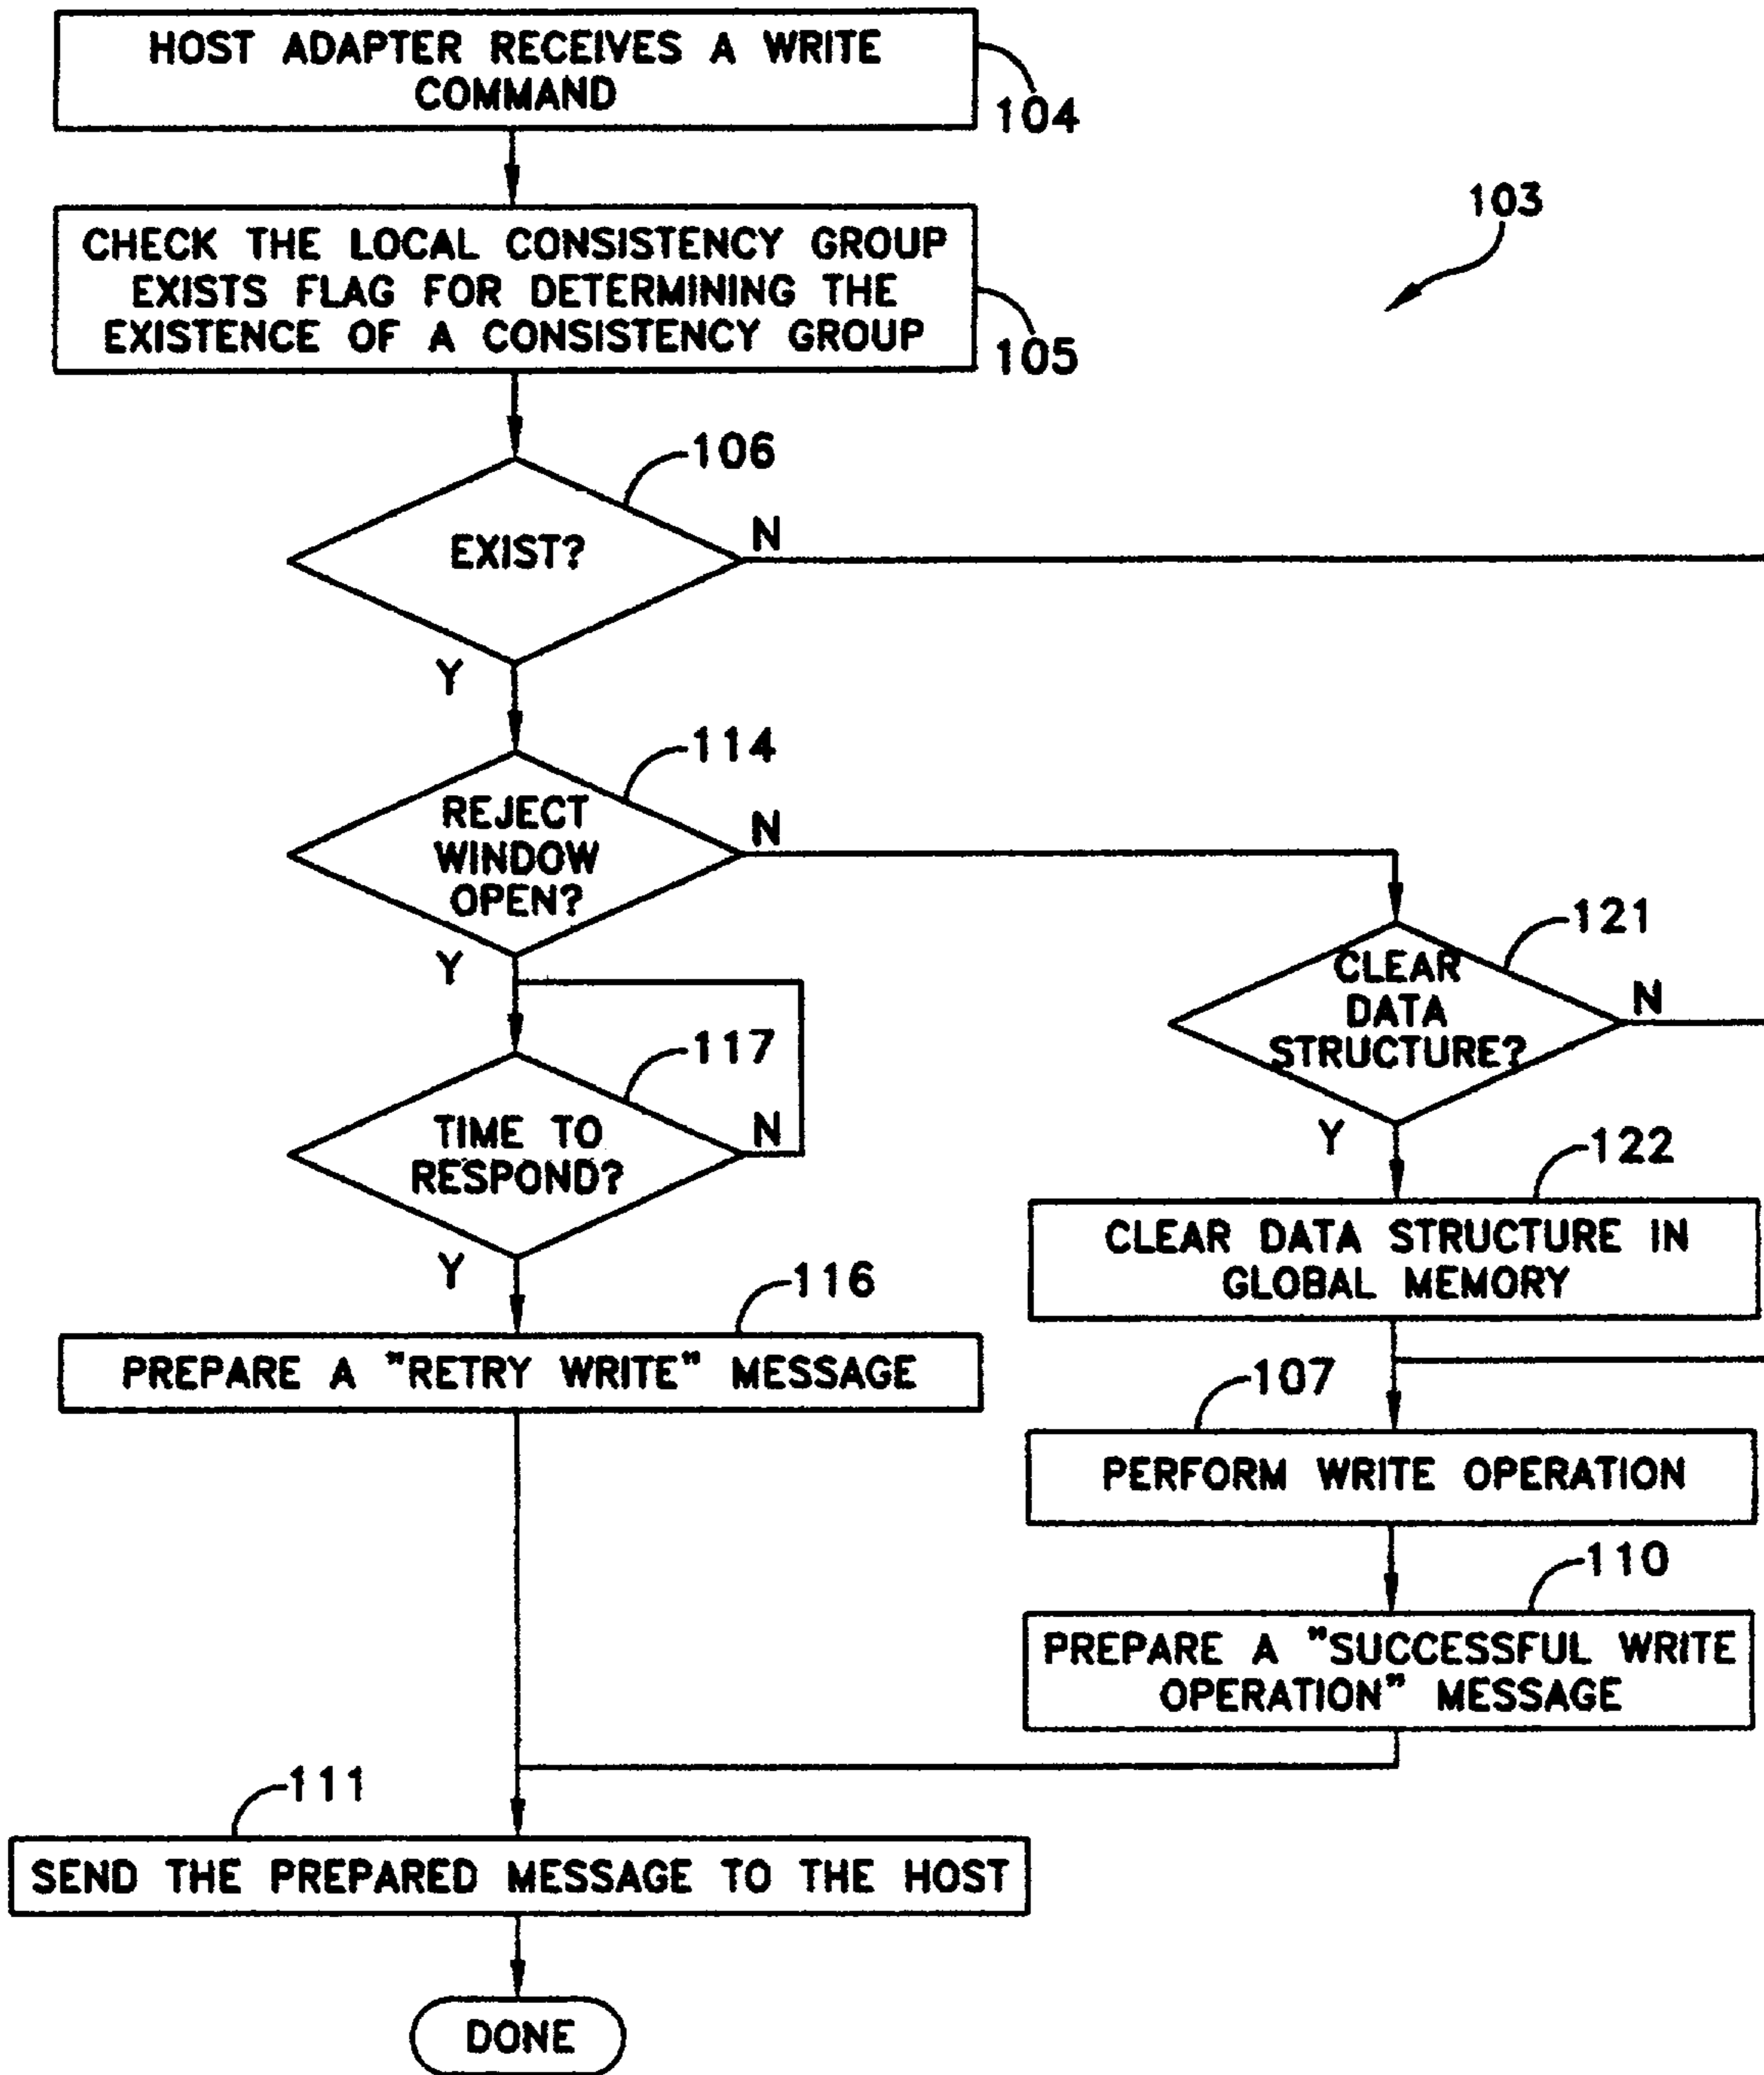 HOST ADAPTER RECEIVES A WRITE
COMMAND
104
103
CHECK THE LOCAL CONSISTENCY GROUP
EXISTS FLAG FOR DETERMINING THE
EXISTENCE OF A CONSISTENCY GROUP
105
106
EXIST?
N
Y
114
REJECT
WINDOW
OPEN?
N
Y
121
CLEAR
DATA
STRUCTURE?
N
Y
117
TIME TO
RESPOND?
N
Y
122
CLEAR DATA STRUCTURE IN
GLOBAL MEMORY
116
PREPARE A "RETRY WRITE" MESSAGE
107
PERFORM WRITE OPERATION
110
PREPARE A "SUCCESSFUL WRITE
OPERATION" MESSAGE
111
SEND THE PREPARED MESSAGE TO THE HOST
DONE